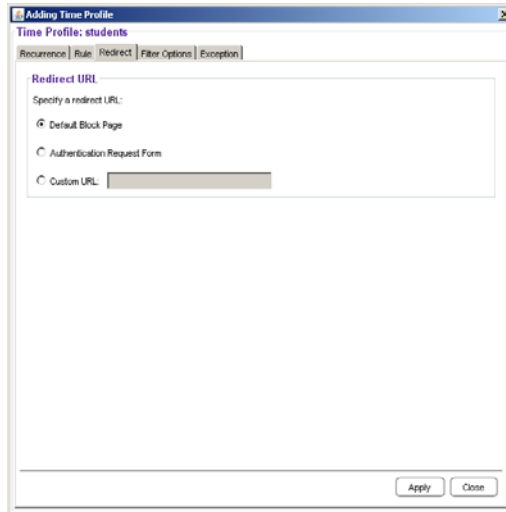 Adding Time Profile
Time Profile: students
Recurrence Rule Redirect Filter Options Exception
Redirect URL
Specify a redirect URL:
Default Block Page
Authentication Request Form
Custom URL:
Apply Close